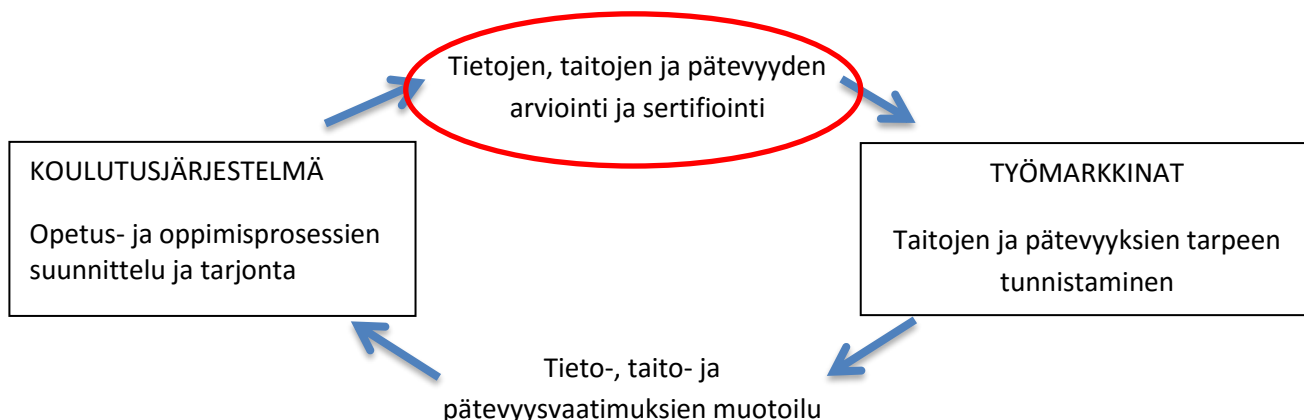 Tietojen, taitojen ja pätevyyden
arviointi ja sertifiointi
KOULUTUSJÄRJESTELMÄ
Opetus- ja oppimisprosessien
suunnittelu ja tarjonta
TYÖMARKKINAT
Taitojen ja pätevyyksien tarpeen
tunnistaminen
Tieto-, taito- ja
pätevyysvaatimuksien muotoilu